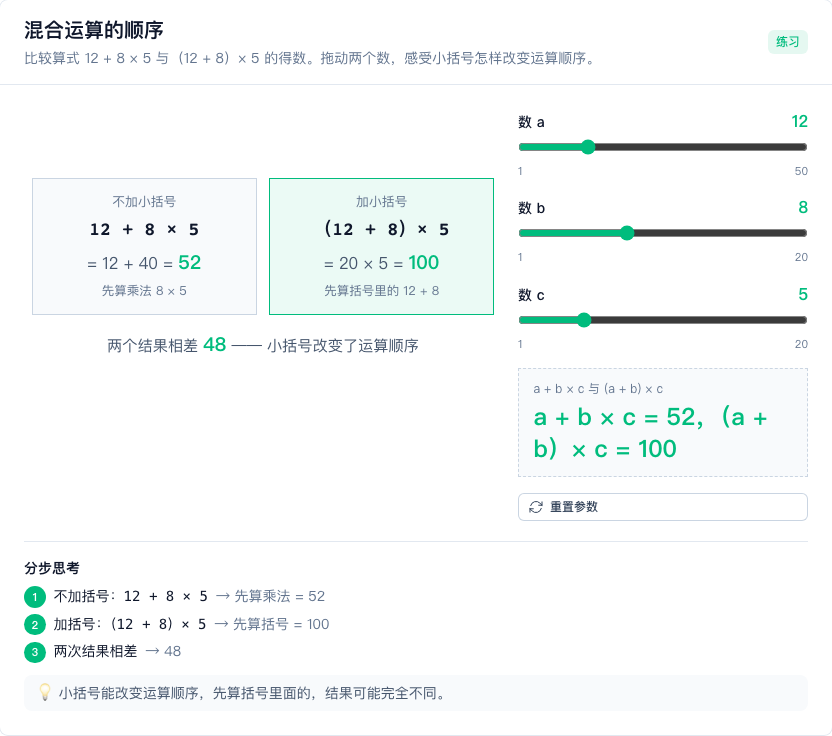 混合运算的顺序
比较算式 12 + 8 × 5 与（12 + 8）× 5 的得数。拖动两个数，感受小括号怎样改变运算顺序。
练习
不加小括号
12 + 8 × 5
= 12 + 40 = 52
先算乘法 8 × 5
加小括号
(12 + 8) × 5
= 20 × 5 = 100
先算括号里的 12 + 8
两个结果相差 48 —— 小括号改变了运算顺序
数 a 12
1 50
数 b 8
1 20
数 c 5
1 20
a + b × c 与 (a + b) × c
a + b × c = 52，（a +
b）× c = 100
重置参数
分步思考
1 不加括号：12 + 8 × 5 → 先算乘法 = 52
2 加括号：(12 + 8) × 5 → 先算括号 = 100
3 两次结果相差 → 48
💡 小括号能改变运算顺序，先算括号里面的，结果可能完全不同。